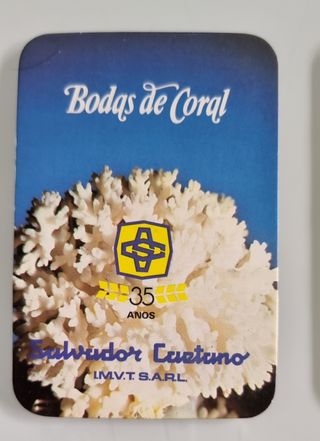 Bodas de Coral
35
ANOS
Salvador Caetano
I.M.V.T. S.A.R.L.